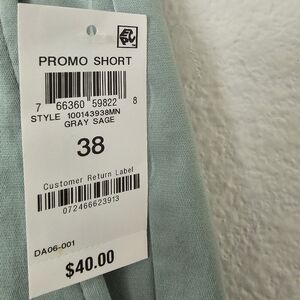 PROMO SHORT
7 66360 59822 8
STYLE 100143938MN
GRAY SAGE
38
Customer Return Label
072466623913
DA06-001
$40.00